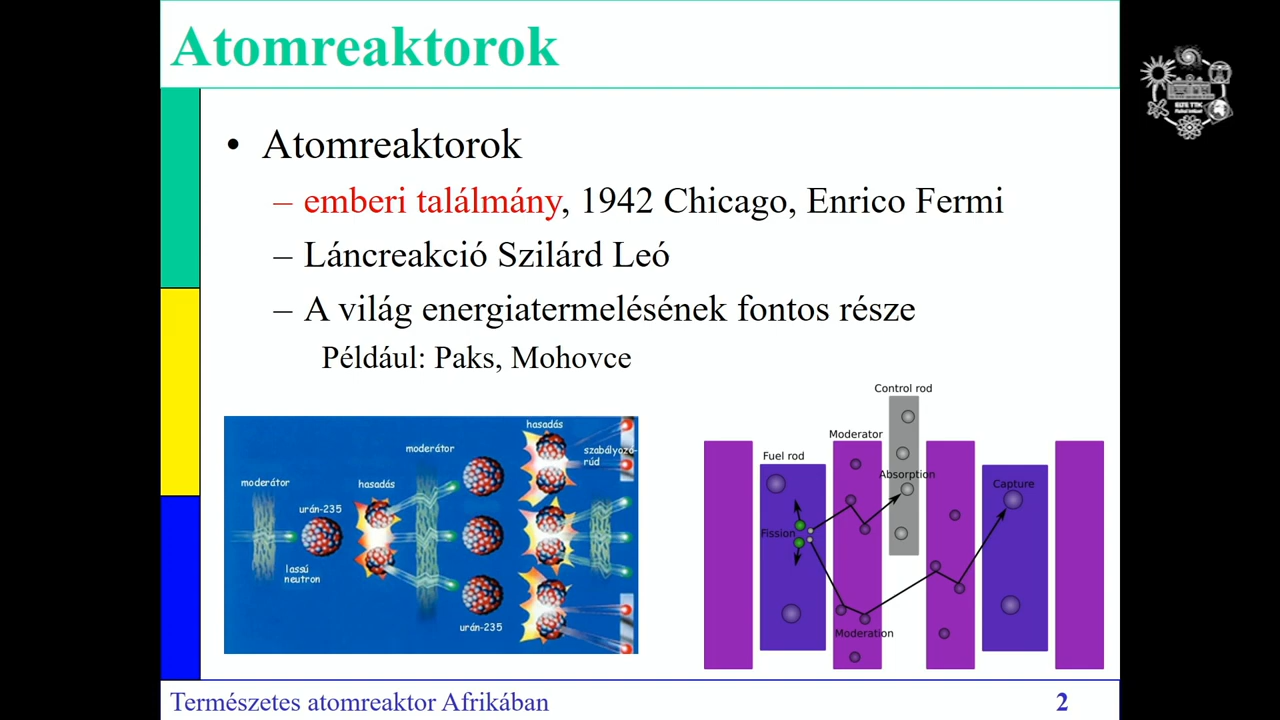 Atomreaktorok
• Atomreaktorok
– emberi találmány, 1942 Chicago, Enrico Fermi
– Láncreakció Szilárd Leó
– A világ energiatermelésének fontos része
Például: Paks, Mohovce
moderátor
urán-235
lassú
neutron
hasadás
moderátor
urán-235
hasadás
szabályozó-
rúd
Control rod
Moderator
Fuel rod
Absorption
Capture
Fission
Moderation
Természetes atomreaktor Afrikában
2
ELTE TTK